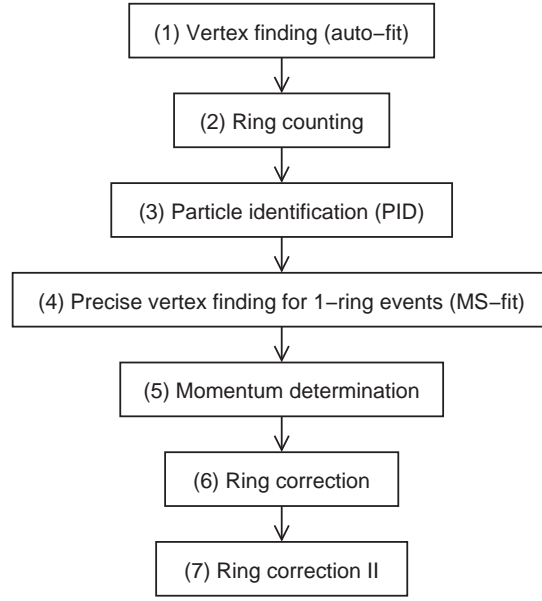 (1) Vertex finding (auto−fit)
(2) Ring counting
(3) Particle identification (PID)
(4) Precise vertex finding for 1−ring events (MS−fit)
(5) Momentum determination
(6) Ring correction
(7) Ring correction II